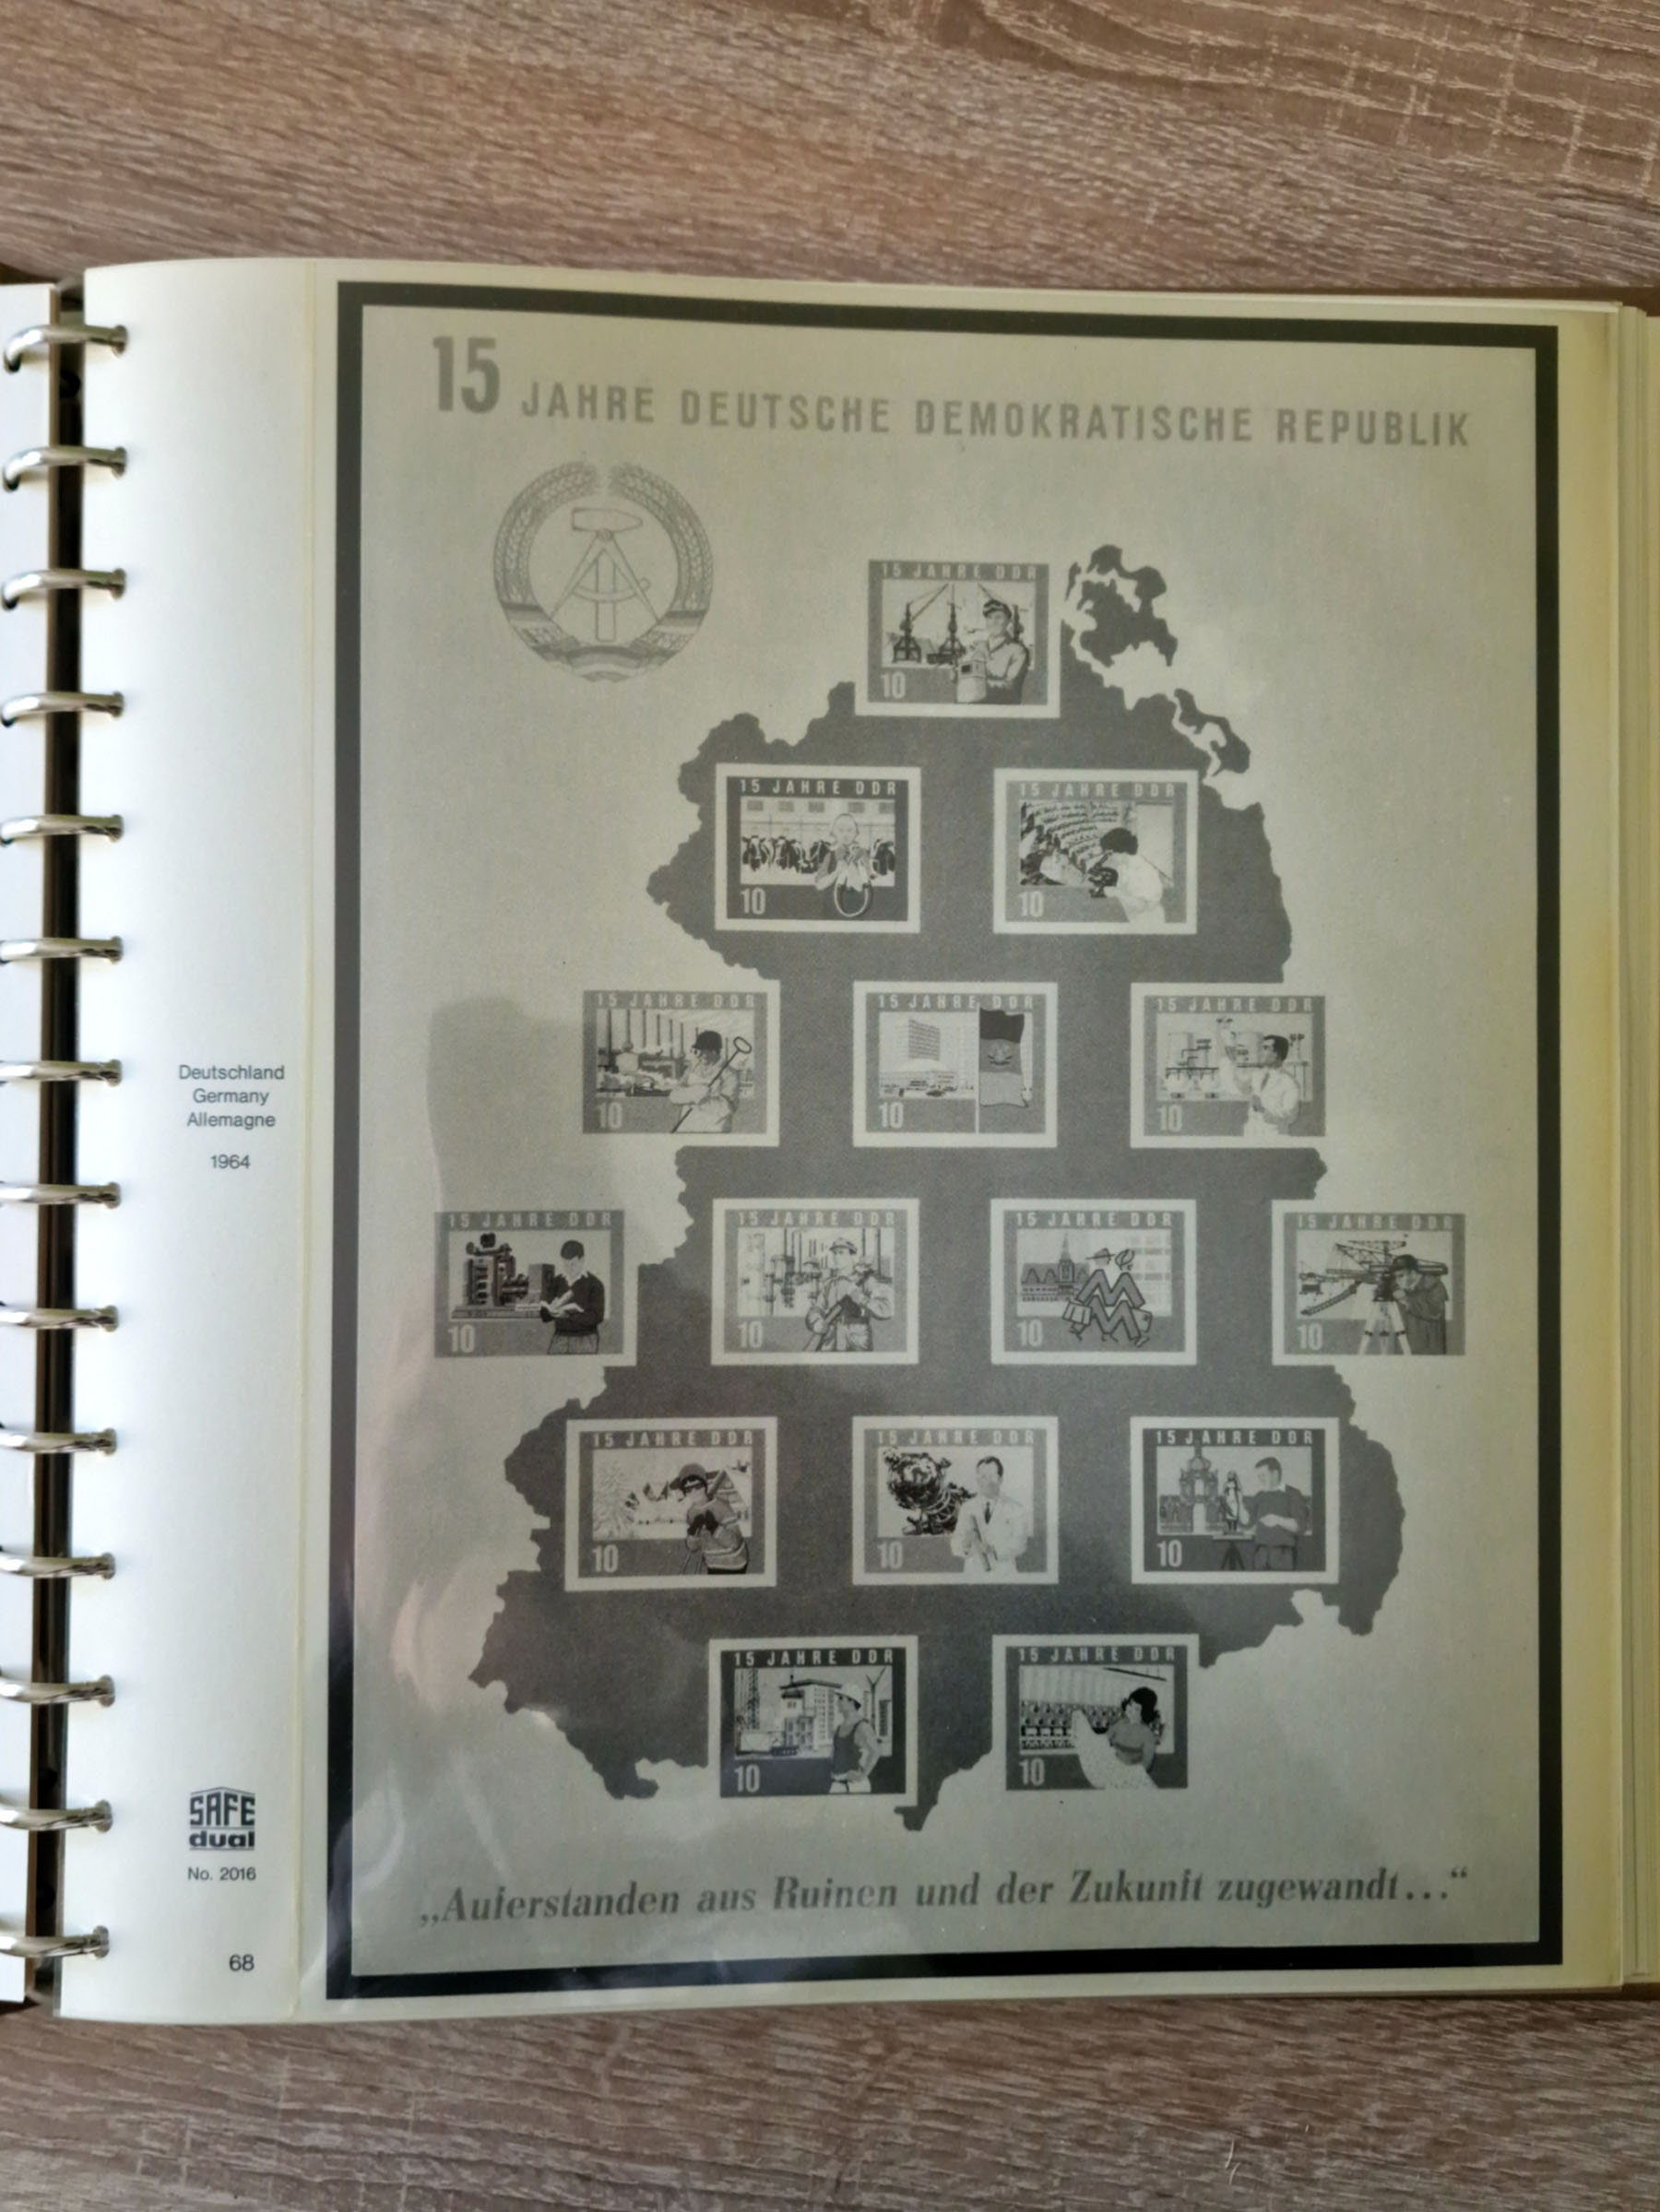 15 JAHRE DEUTSCHE DEMOKRATISCHE REPUBLIK
15 JAHRE DDR
10
15 JAHRE DDR
10
15 JAHRE DDR
10
15 JAHRE DDR
10
15 JAHRE DDR
10
15 JAHRE DDR
10
Deutschland
Germany
Allemagne
1964
15 JAHRE DDR
10
15 JAHRE DDR
10
15 JAHRE DDR
MM
10
15 JAHRE DDR
10
15 JAHRE DDR
10
15 JAHRE DDR
10
15 JAHRE DDR
10
15 JAHRE DDR
10
15 JAHRE DDR
10
„Auferstanden aus Ruinen und der Zukunft zugewandt..."
SAFE
dual
No. 2016
68